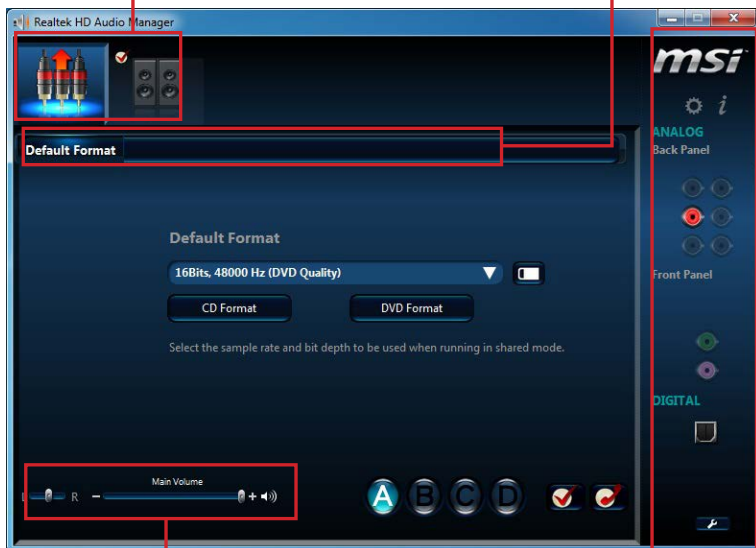 Realtek HD Audio Manager
msi
i
ANALOG
Back Panel
Default Format
Default Format
16Bits, 48000 Hz (DVD Quality)
CD Format
DVD Format
Front Panel
Select the sample rate and bit depth to be used when running in shared mode.
DIGITAL
Main Volume
L R - +
A B C D